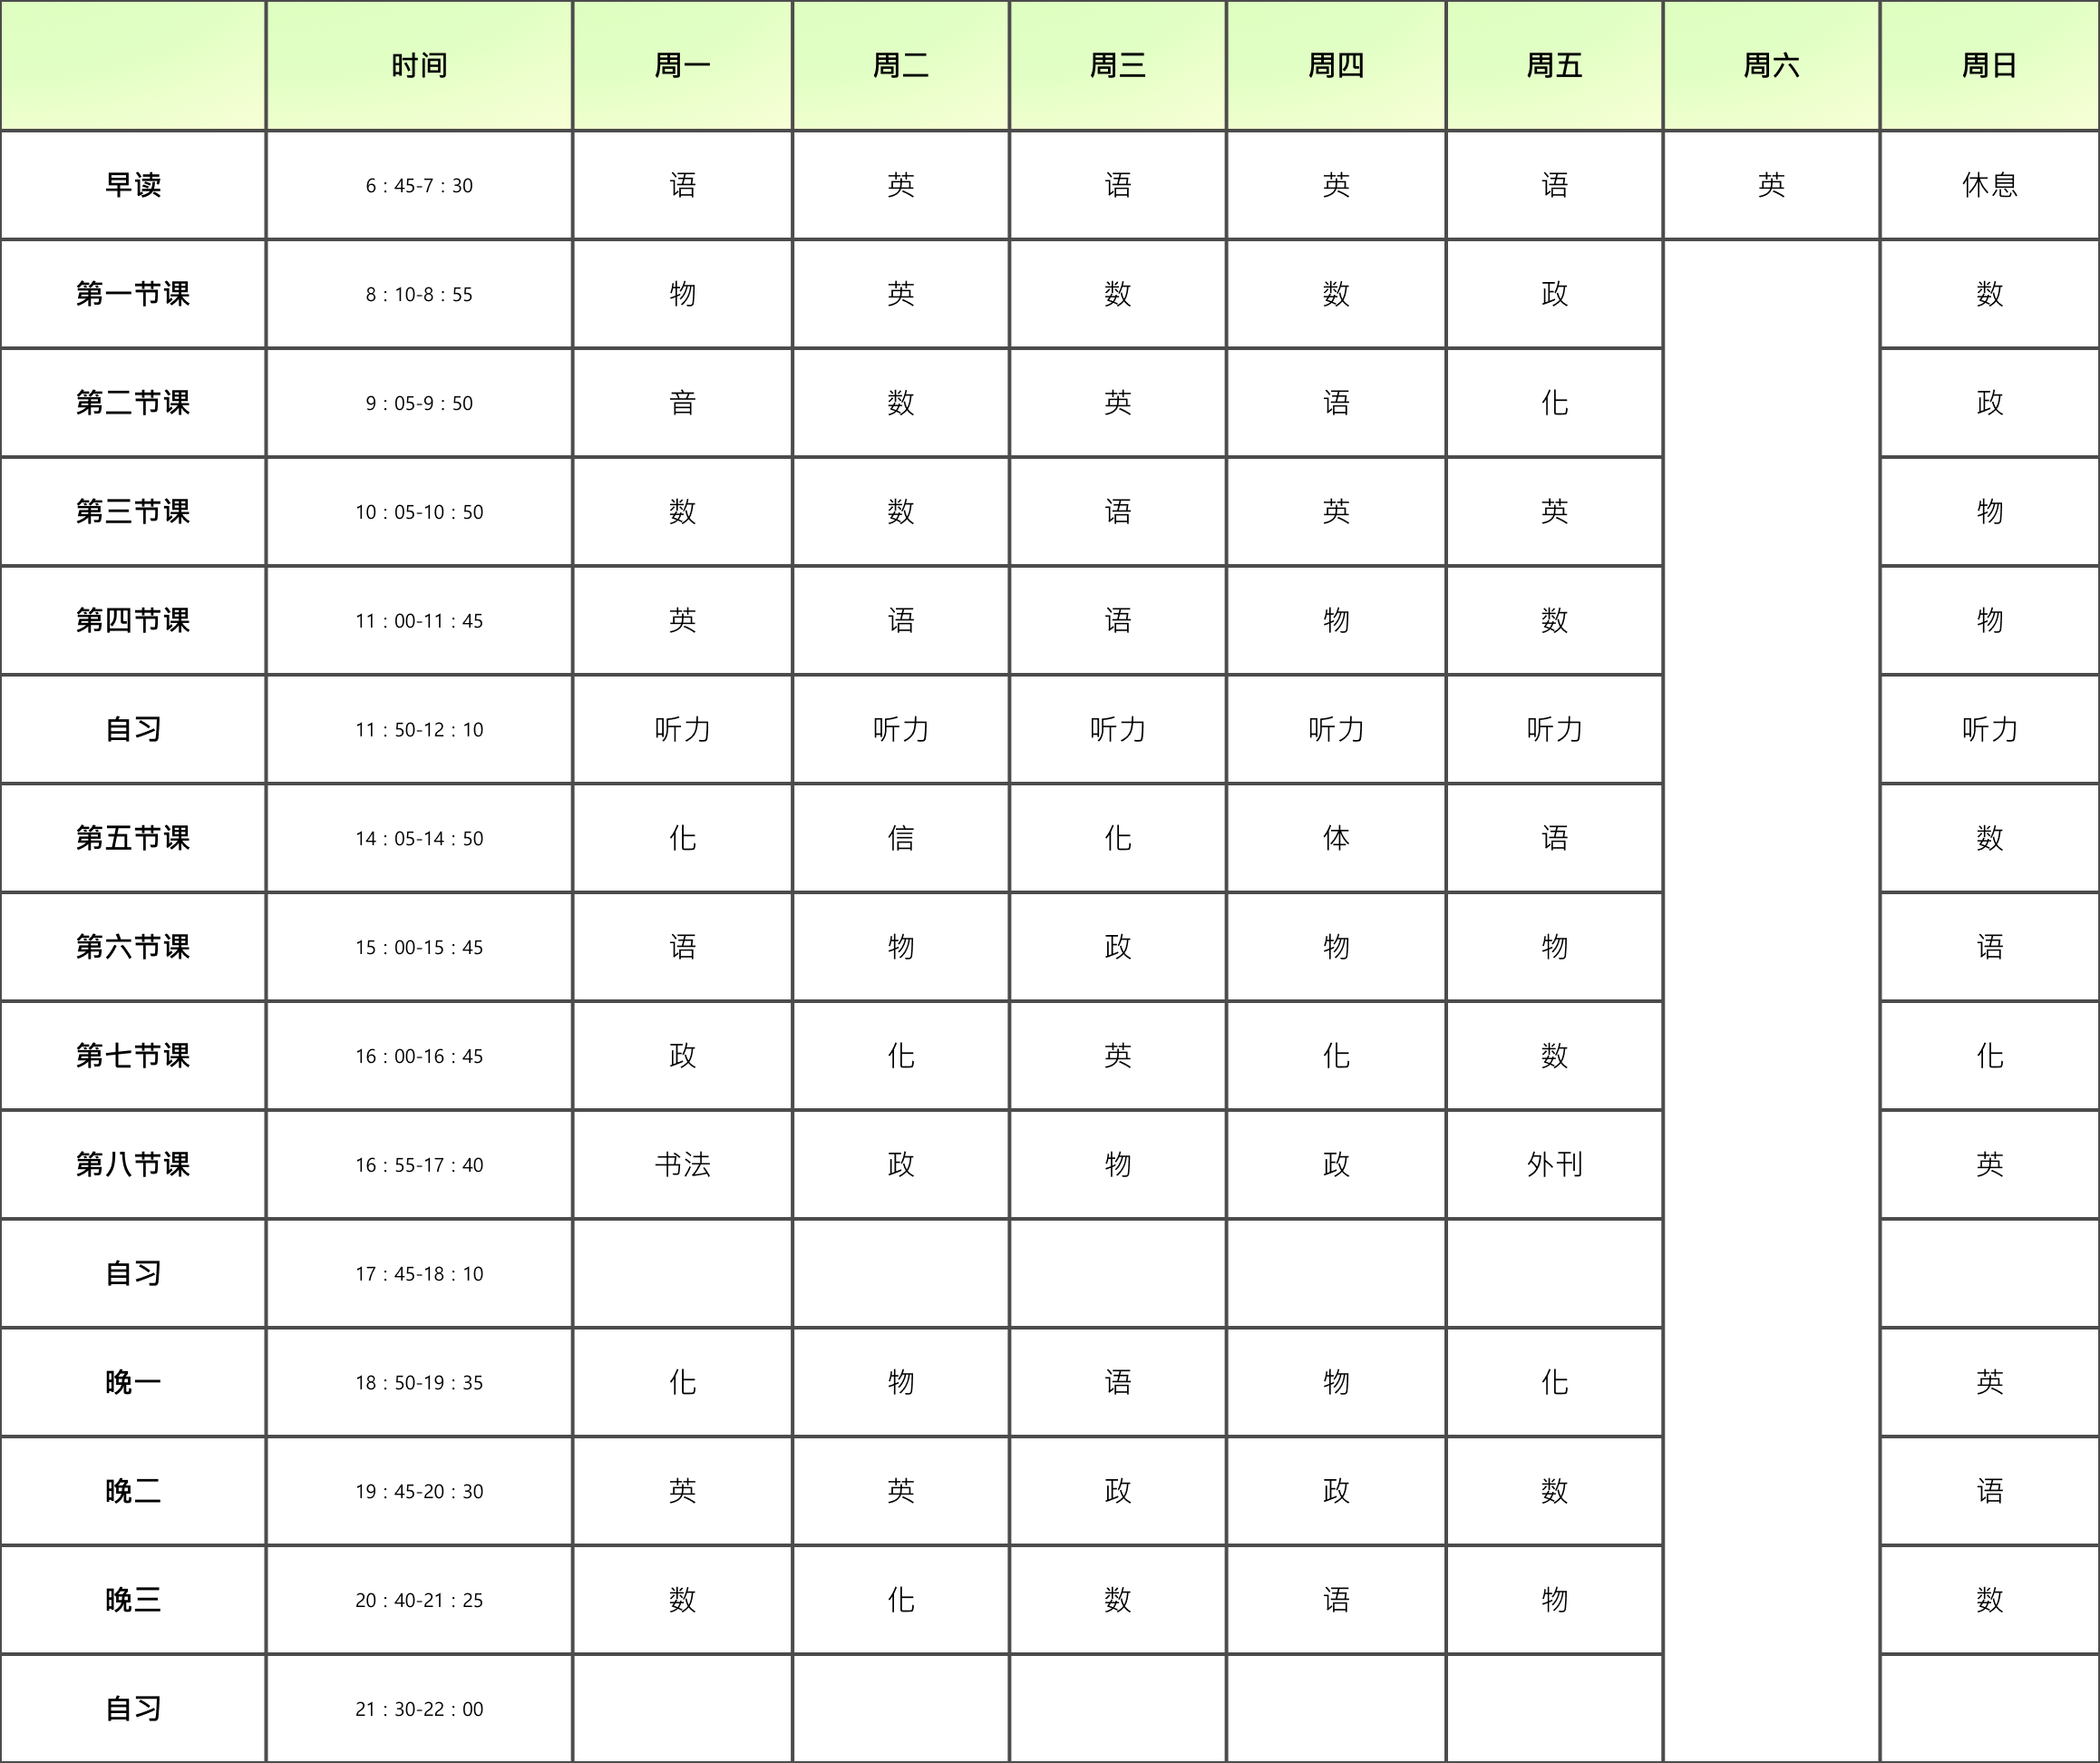 时间 周一 周二 周三 周四 周五 周六 周日
早读 6：45-7：30 语 英 语 英 语 英 休息
第一节课 8：10-8：55 物 英 数 数 政 数
第二节课 9：05-9：50 音 数 英 语 化 政
第三节课 10：05-10：50 数 数 语 英 英 物
第四节课 11：00-11：45 英 语 语 物 数 物
自习 11：50-12：10 听力 听力 听力 听力 听力 听力
第五节课 14：05-14：50 化 信 化 体 语 数
第六节课 15：00-15：45 语 物 政 物 物 语
第七节课 16：00-16：45 政 化 英 化 数 化
第八节课 16：55-17：40 书法 政 物 政 外刊 英
自习 17：45-18：10
晚一 18：50-19：35 化 物 语 物 化 英
晚二 19：45-20：30 英 英 政 政 数 语
晚三 20：40-21：25 数 化 数 语 物 数
自习 21：30-22：00